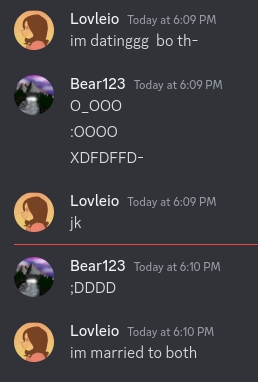 Lovleio Today at 6:09 PM
im datinggg bo th-
Bear123 Today at 6:09 PM
O_OOO
:OOOO
XDFDFFD-
Lovleio Today at 6:09 PM
jk
Bear123 Today at 6:10 PM
;DDDD
Lovleio Today at 6:10 PM
im married to both